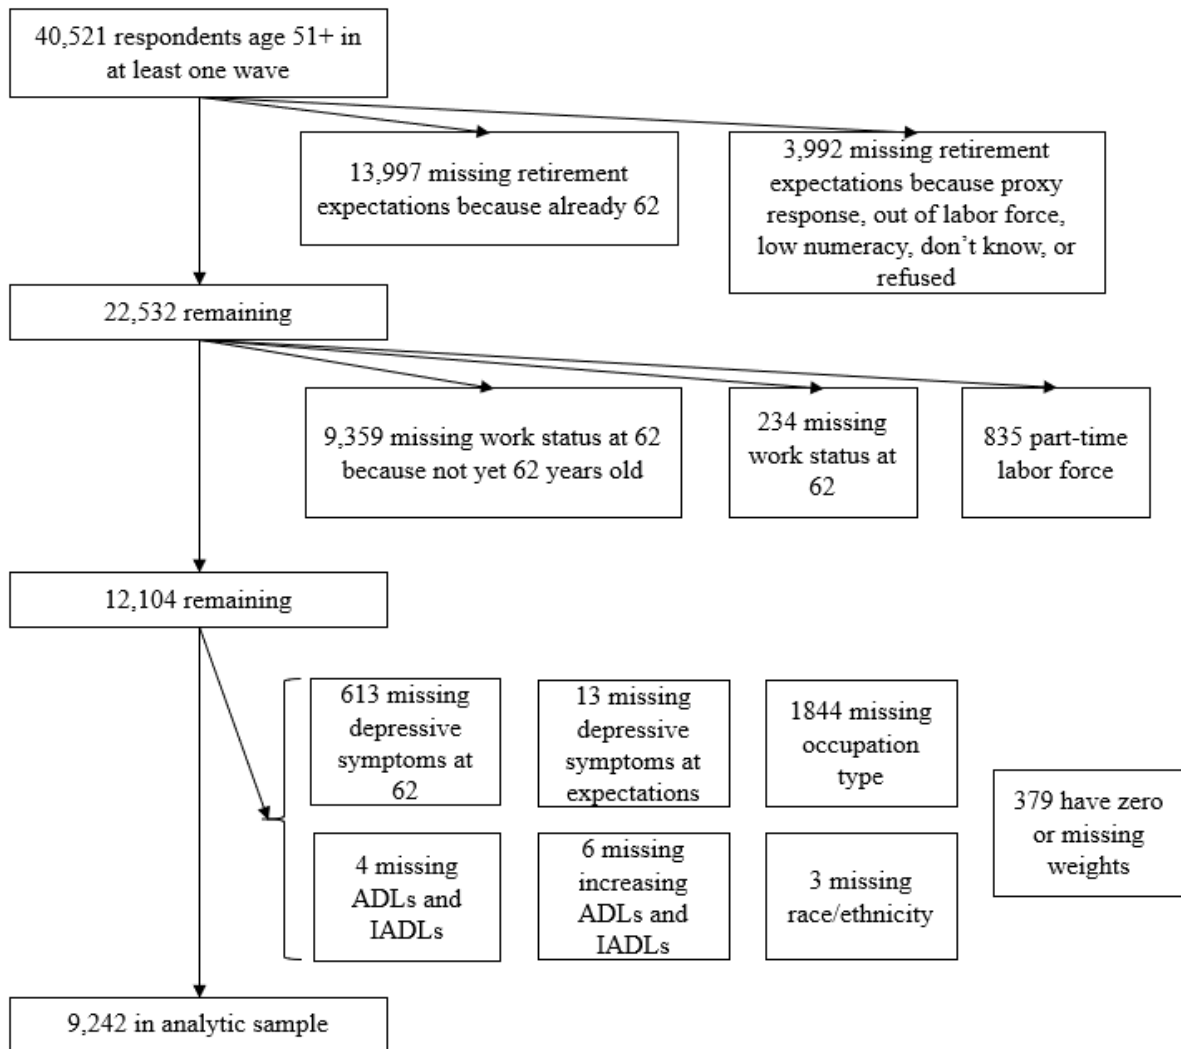 40,521 respondents age 51+ in
at least one wave
13,997 missing retirement
expectations because already 62
3,992 missing retirement
expectations because proxy
response, out of labor force,
low numeracy, don’t know, or
refused
22,532 remaining
9,359 missing work status at 62
because not yet 62 years old
234 missing
work status at
62
835 part-time
labor force
12,104 remaining
613 missing
depressive
symptoms at
62
13 missing
depressive
symptoms at
expectations
1844 missing
occupation
type
379 have zero
or missing
weights
4 missing
ADLs and
IADLs
6 missing
increasing
ADLs and
IADLs
3 missing
race/ethnicity
9,242 in analytic sample